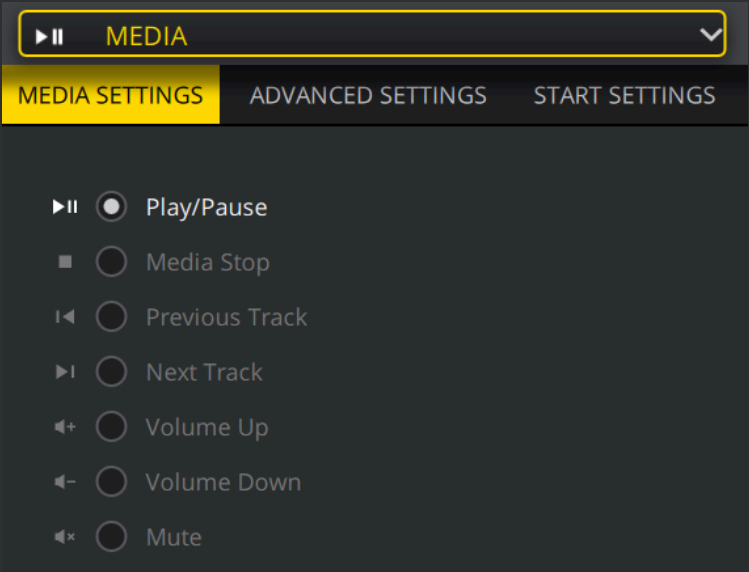 MEDIA
MEDIA SETTINGS ADVANCED SETTINGS START SETTINGS
Play/Pause
Media Stop
Previous Track
Next Track
Volume Up
Volume Down
Mute